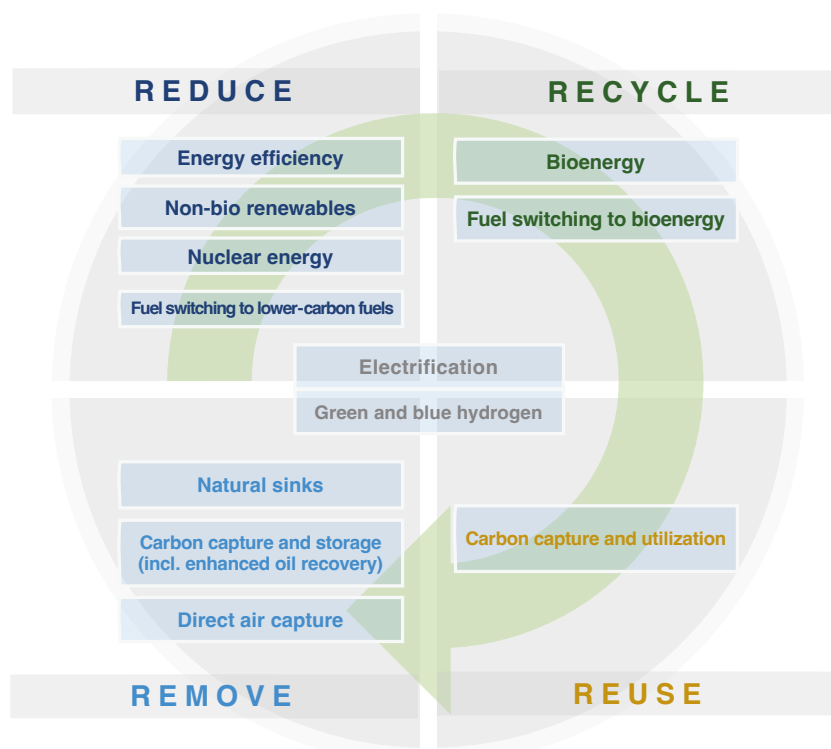 REDUCE
Energy efficiency
Non-bio renewables
Nuclear energy
Fuel switching to lower-carbon fuels
RECYCLE
Bioenergy
Fuel switching to bioenergy
Electrification
Green and blue hydrogen
Natural sinks
Carbon capture and storage
(incl. enhanced oil recovery)
Direct air capture
REMOVE
Carbon capture and utilization
REUSE